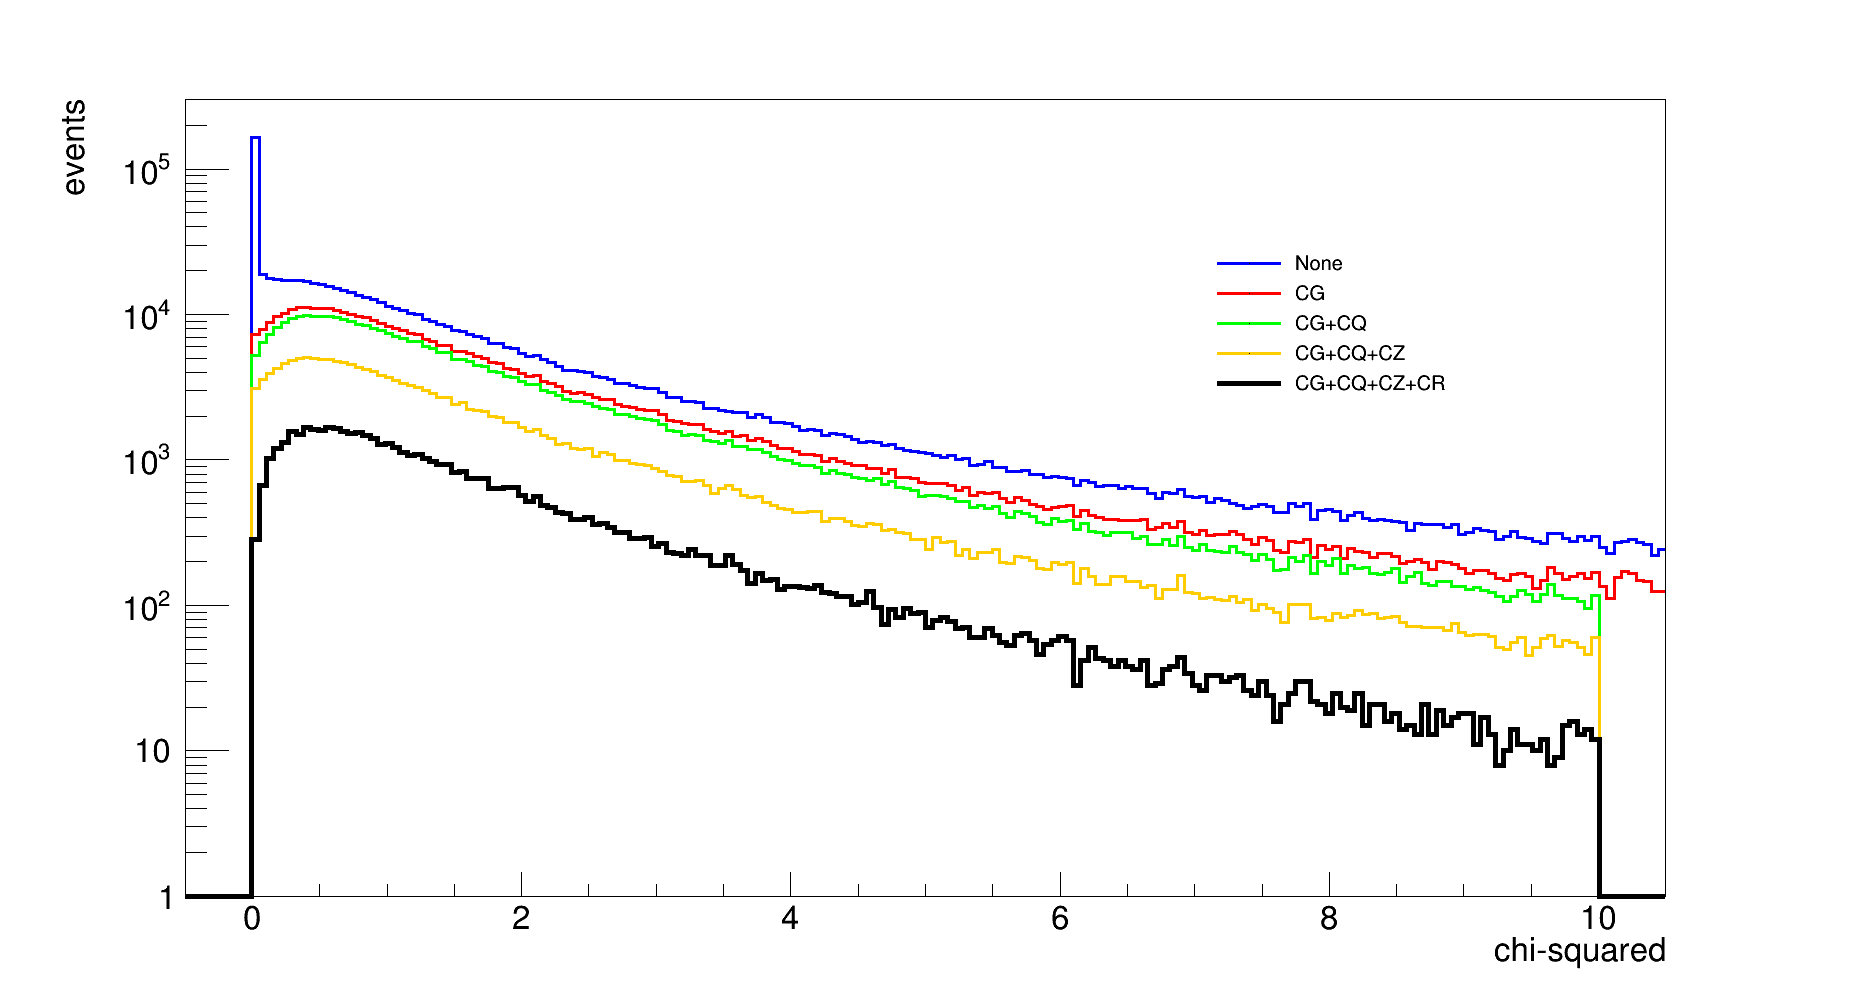 events
10^5
10^4
10^3
10^2
10
1
0 2 4 6 8 10
chi-squared
None
CG
CG+CQ
CG+CQ+CZ
CG+CQ+CZ+CR